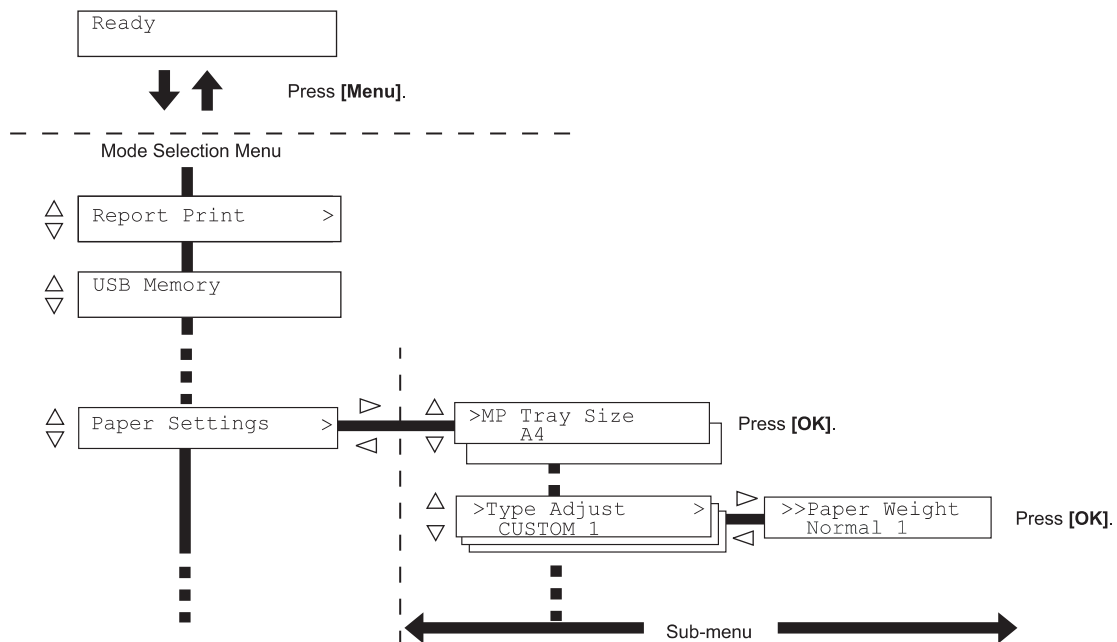 Ready
Press [Menu].
Mode Selection Menu
Report Print >
USB Memory
Paper Settings >
>MP Tray Size
A4
Press [OK].
>Type Adjust >
CUSTOM 1
>>Paper Weight
Normal 1
Press [OK].
Sub-menu